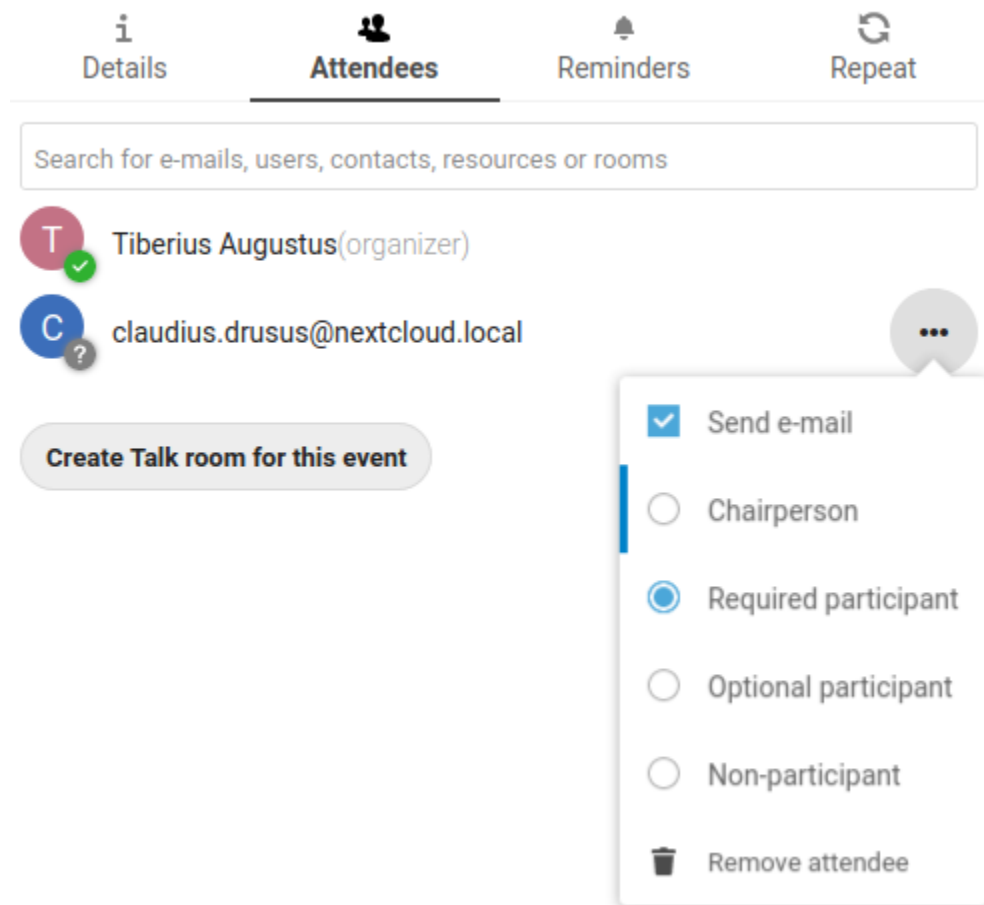 Details
Attendees
Reminders
Repeat
Search for e-mails, users, contacts, resources or rooms
T
Tiberius Augustus(organizer)
C
?
claudius.drusus@nextcloud.local
•••
Send e-mail
Create Talk room for this event
Chairperson
Required participant
Optional participant
Non-participant
Remove attendee